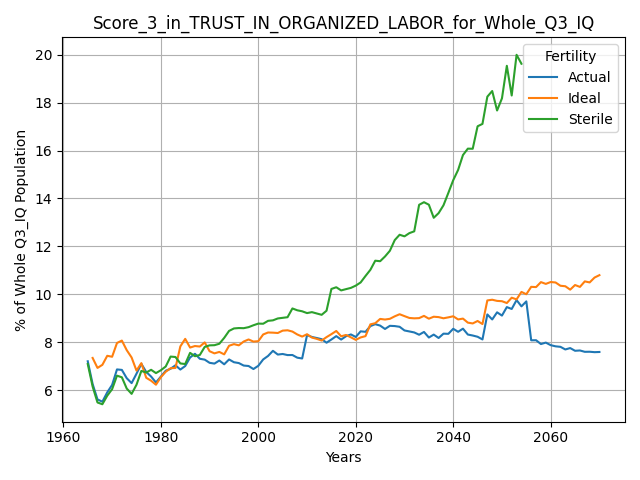 Score_3_in_TRUST_IN_ORGANIZED_LABOR_for_Whole_Q3_IQ
% of Whole Q3_IQ Population
20
18
16
14
12
10
8
6
Fertility
Actual
Ideal
Sterile
1960 1980 2000 2020 2040 2060
Years